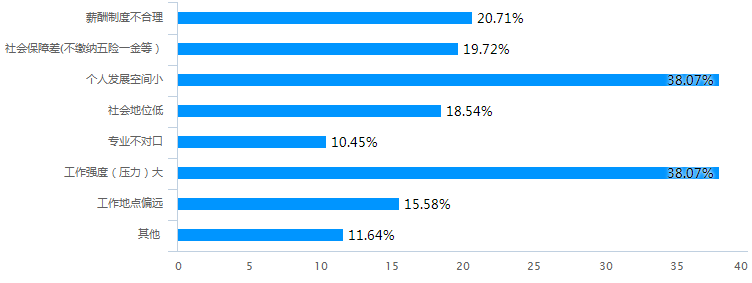 薪酬制度不合理
20.71%
社会保障差(不缴纳五险一金等）
19.72%
个人发展空间小
38.07%
社会地位低
18.54%
专业不对口
10.45%
工作强度（压力）大
38.07%
工作地点偏远
15.58%
其他
11.64%
0 5 10 15 20 25 30 35 40